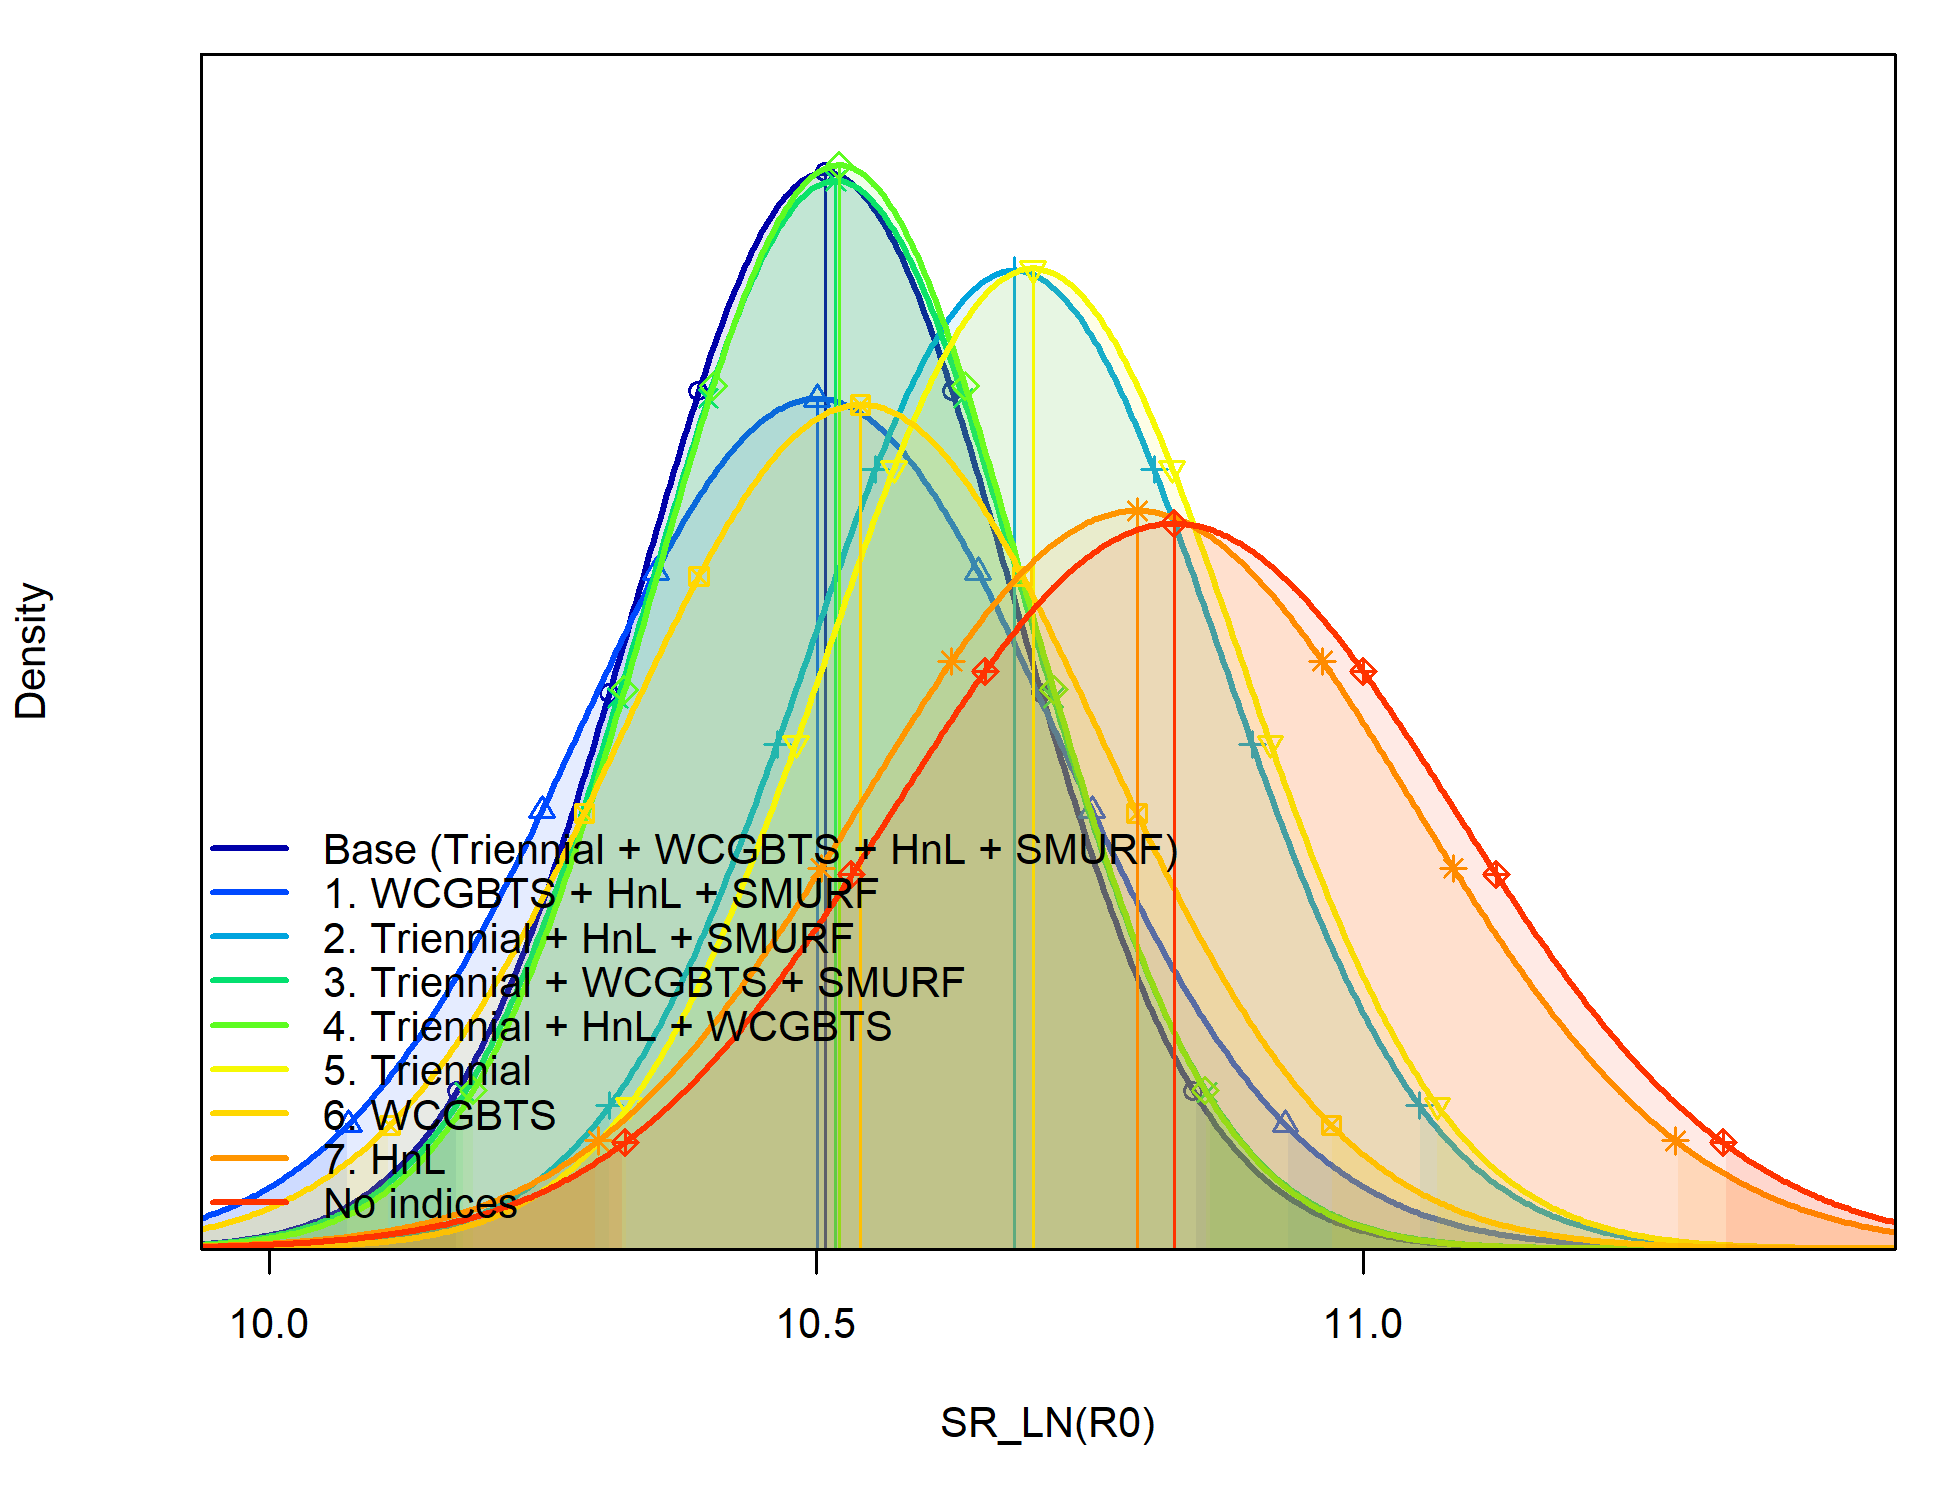 Density
Base (Triennial + WCGBTS + HnL + SMURF)
1. WCGBTS + HnL + SMURF
2. Triennial + HnL + SMURF
3. Triennial + WCGBTS + SMURF
4. Triennial + HnL + WCGBTS
5. Triennial
6. WCGBTS
7. HnL
No indices
10.0 10.5 11.0
SR_LN(R0)